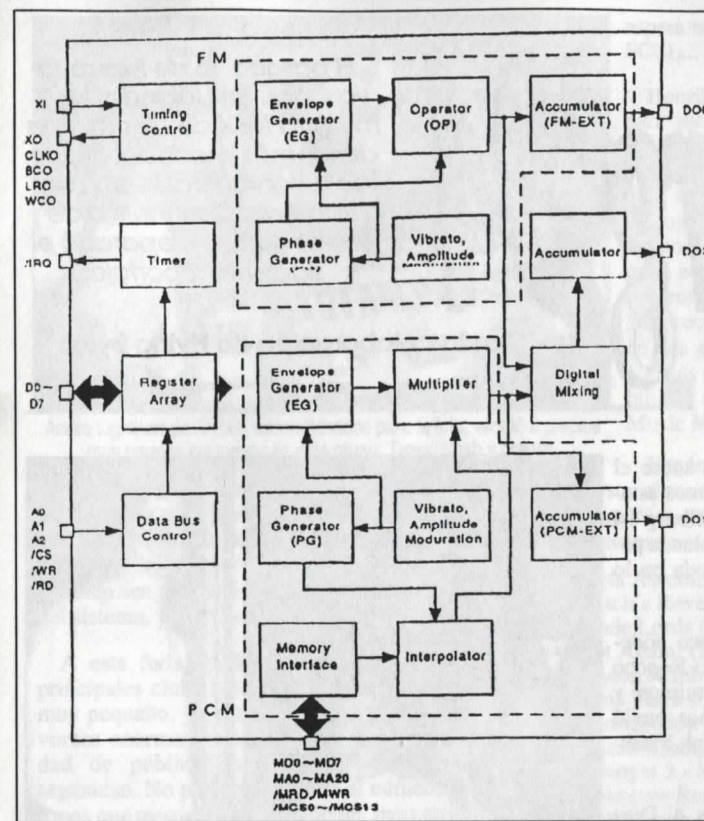 FM
XI
XO
CLKO
BCO
LRO
WCO
/IRQ
D0~
D7
A0
A1
A2
/CS
/WR
/RD
Timing
Control
Timer
Register
Array
Data Bus
Control
Envelope
Generator
(EG)
Operator
(OP)
Accumulator
(FM-EXT)
Phase
Generator
Vibrato,
Amplitude
Accumulator
DO2
Envelope
Generator
(EG)
Multiplier
Digital
Mixing
Phase
Generator
(PG)
Vibrato,
Amplitude
Moduration
Accumulator
(PCM-EXT)
Memory
Interface
Interpolator
PCM
MD0~MD7
MA0~MA20
/MRD,/MWR
/MCS0~/MCS13